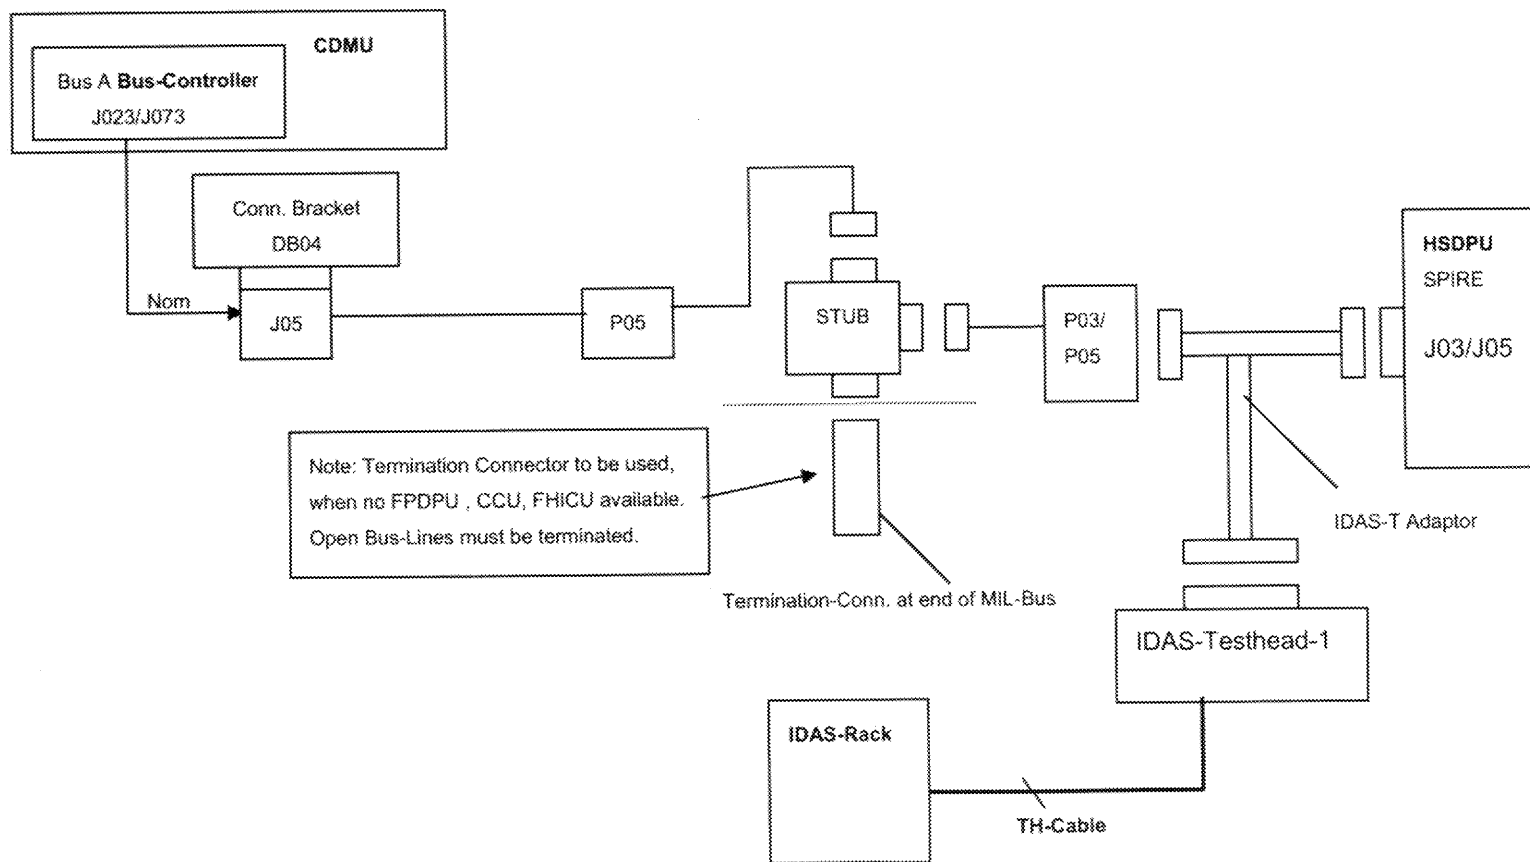 CDMU
Bus A Bus-Controller
J023/J073
Conn. Bracket
DB04
Nom
J05
P05
STUB
P03/
P05
HSDPU
SPIRE
J03/J05
Note: Termination Connector to be used,
when no FPDPU , CCU, FHICU available.
Open Bus-Lines must be terminated.
IDAS-T Adaptor
Termination-Conn. at end of MIL-Bus
IDAS-Testhead-1
IDAS-Rack
TH-Cable